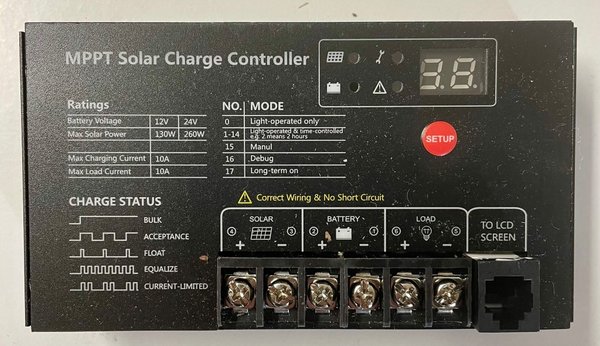 MPPT Solar Charge Controller
3.8.
Ratings
Battery Voltage 12V 24V
Max Solar Power 130W 260W
Max Charging Current 10A
Max Load Current 10A
NO. MODE
0 Light-operated only
1-14 Light-operated & time-controlled
e.g. 2 means 2 hours
15 Manul
16 Debug
17 Long-term on
SETUP
CHARGE STATUS
BULK
ACCEPTANCE
FLOAT
EQUALIZE
CURRENT-LIMITED
Correct Wiring & No Short Circuit
SOLAR BATTERY LOAD
4 3 2 1 6 5
+ − + − + −
TO LCD
SCREEN